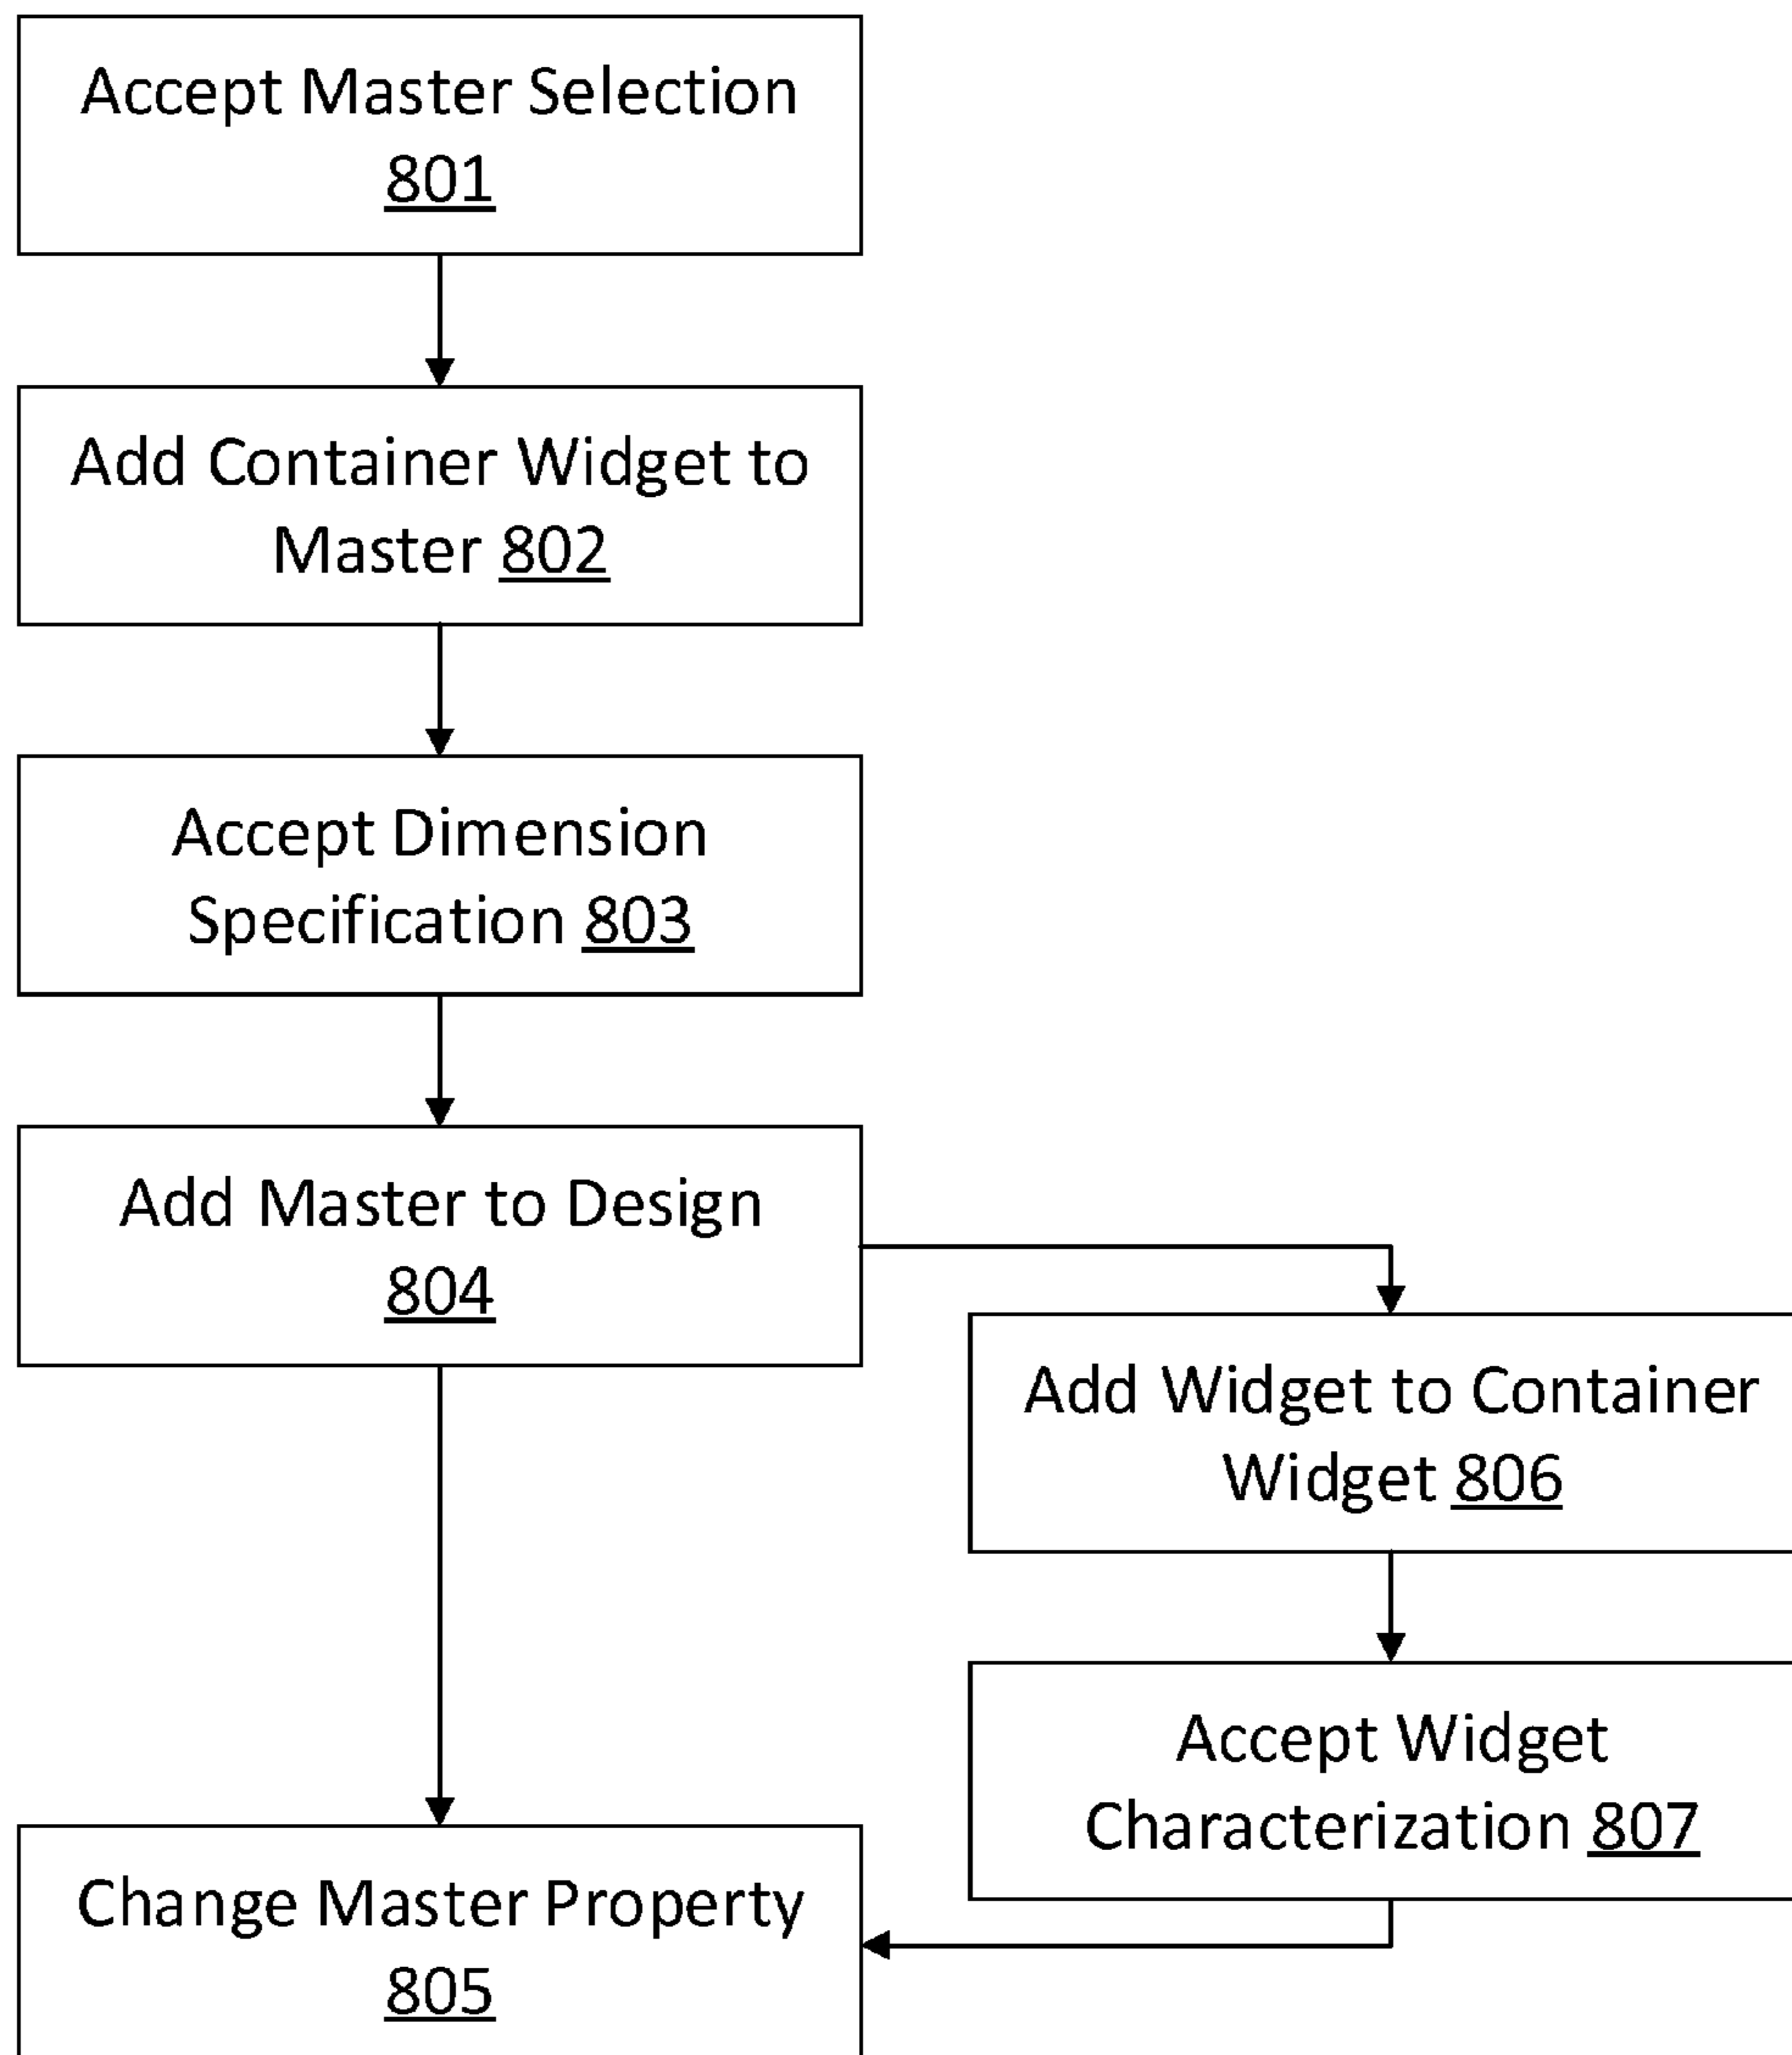 Accept Master Selection
801
Add Container Widget to
Master 802
Accept Dimension
Specification 803
Add Master to Design
804
Add Widget to Container
Widget 806
Accept Widget
Characterization 807
Change Master Property
805